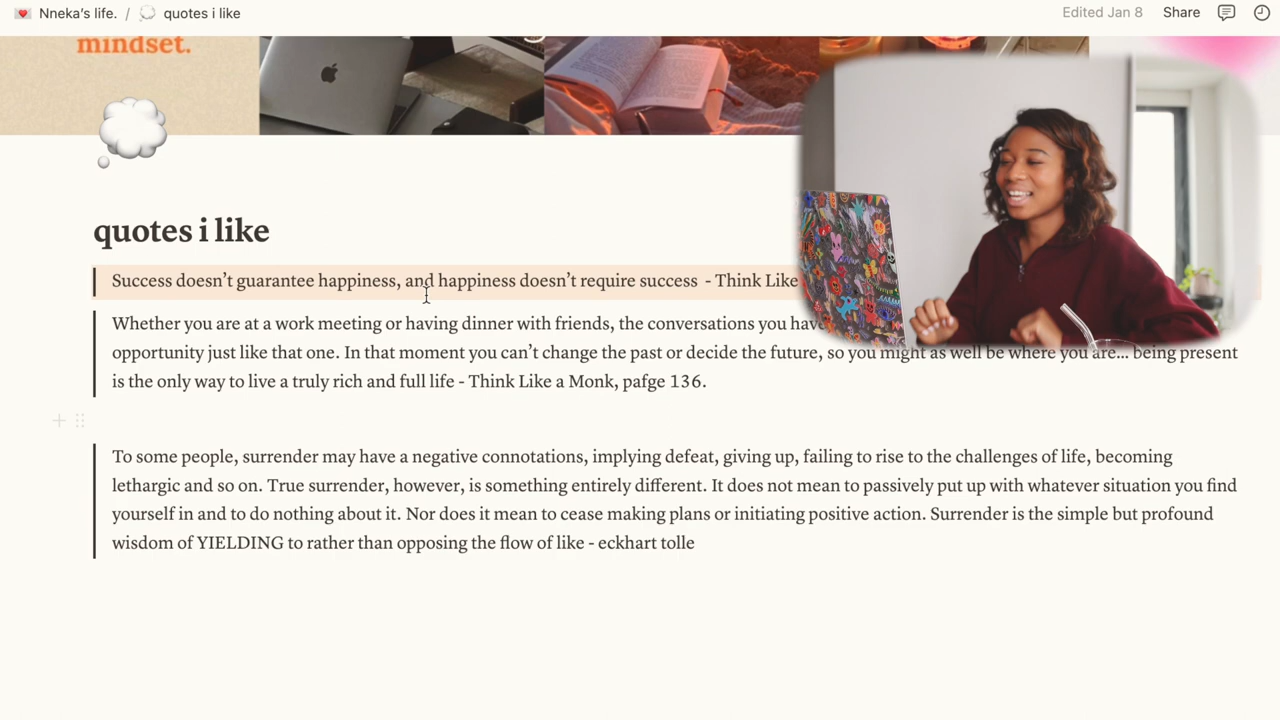 Nneka's life. / quotes i like
Edited Jan 8 Share
mindset.
quotes i like
Success doesn't guarantee happiness, and happiness doesn't require success - Think Like
Whether you are at a work meeting or having dinner with friends, the conversations you have
opportunity just like that one. In that moment you can't change the past or decide the future, so you might as well be where you are... being present
is the only way to live a truly rich and full life - Think Like a Monk, pafge 136.
To some people, surrender may have a negative connotations, implying defeat, giving up, failing to rise to the challenges of life, becoming
lethargic and so on. True surrender, however, is something entirely different. It does not mean to passively put up with whatever situation you find
yourself in and to do nothing about it. Nor does it mean to cease making plans or initiating positive action. Surrender is the simple but profound
wisdom of YIELDING to rather than opposing the flow of like - eckhart tolle